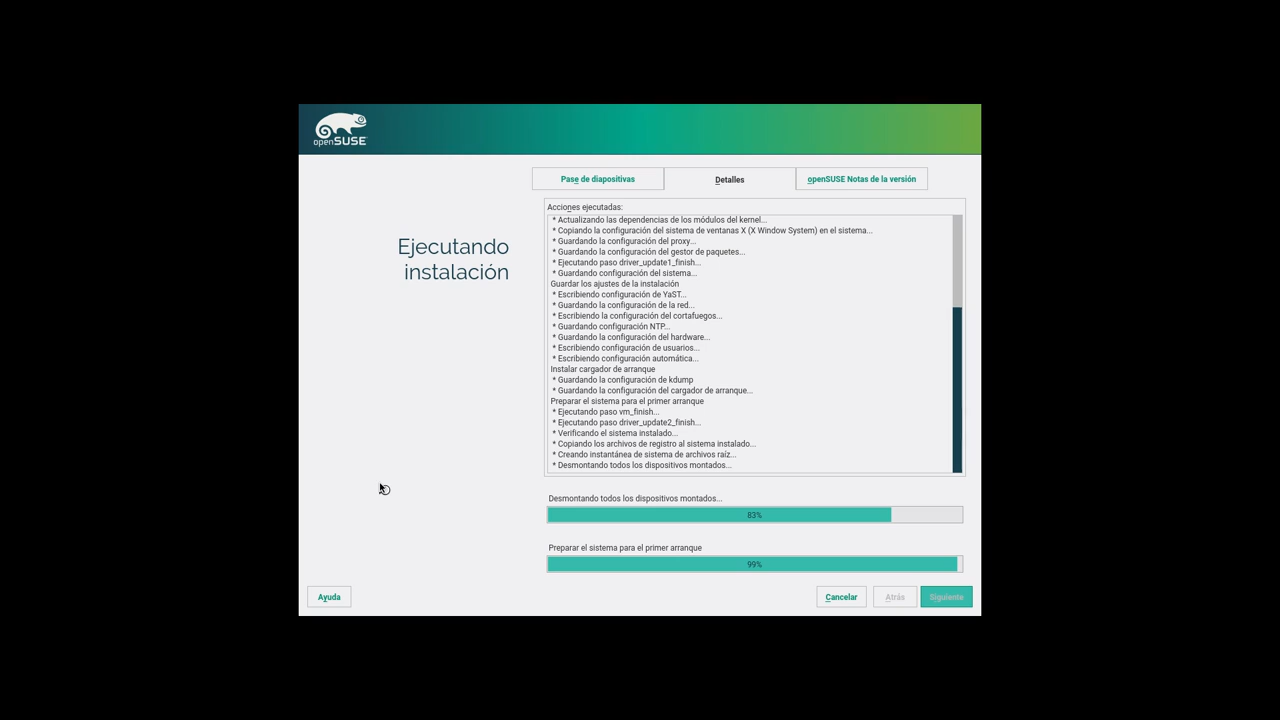 openSUSE
Pase de diapositivas
Detalles
openSUSE Notas de la versión
Ejecutando
instalación
Acciones ejecutadas:
* Actualizando las dependencias de los módulos del kernel...
* Copiando la configuración del sistema de ventanas X (X Window System) en el sistema...
* Guardando la configuración del proxy...
* Guardando la configuración del gestor de paquetes...
* Ejecutando paso driver_update1_finish...
* Guardando configuración del sistema...
Guardar los ajustes de la instalación
* Escribiendo configuración de YaST...
* Guardando la configuración de la red...
* Escribiendo la configuración del cortafuegos...
* Guardando configuración NTP...
* Guardando la configuración del hardware...
* Escribiendo configuración de usuarios...
* Escribiendo configuración automática...
Instalar cargador de arranque
* Guardando la configuración de kdump
* Guardando la configuración del cargador de arranque...
Preparar el sistema para el primer arranque
* Ejecutando paso vm_finish...
* Ejecutando paso driver_update2_finish...
* Verificando el sistema instalado...
* Copiando los archivos de registro al sistema instalado...
* Creando instantánea de sistema de archivos raíz...
* Desmontando todos los dispositivos montados...
Desmontando todos los dispositivos montados...
83%
Preparar el sistema para el primer arranque
99%
Ayuda
Cancelar
Atrás
Siguiente